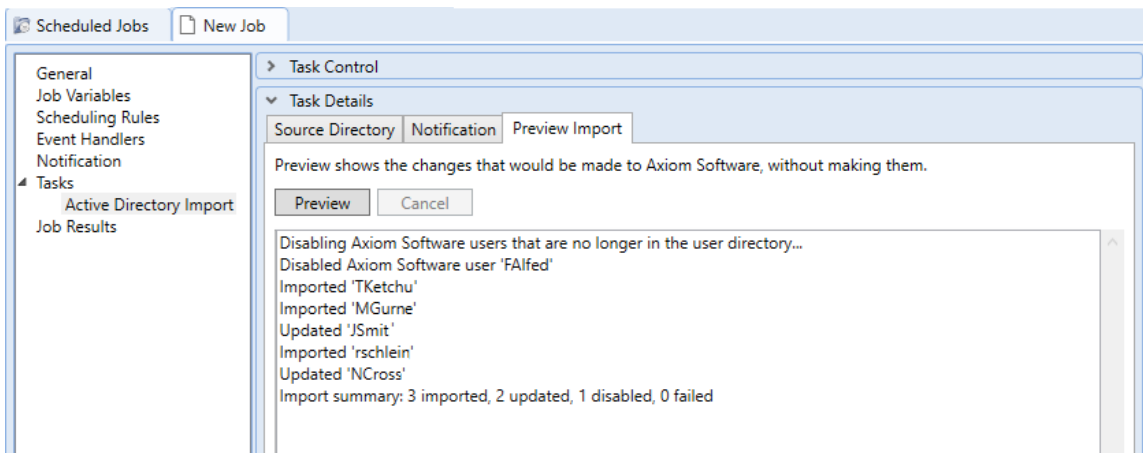 Scheduled Jobs
New Job
General
Job Variables
Scheduling Rules
Event Handlers
Notification
Tasks
Active Directory Import
Job Results
Task Control
Task Details
Source Directory
Notification
Preview Import
Preview shows the changes that would be made to Axiom Software, without making them.
Preview
Cancel
Disabling Axiom Software users that are no longer in the user directory...
Disabled Axiom Software user 'FAlfed'
Imported 'TKetchu'
Imported 'MGurne'
Updated 'JSmit'
Imported 'rschlein'
Updated 'NCross'
Import summary: 3 imported, 2 updated, 1 disabled, 0 failed